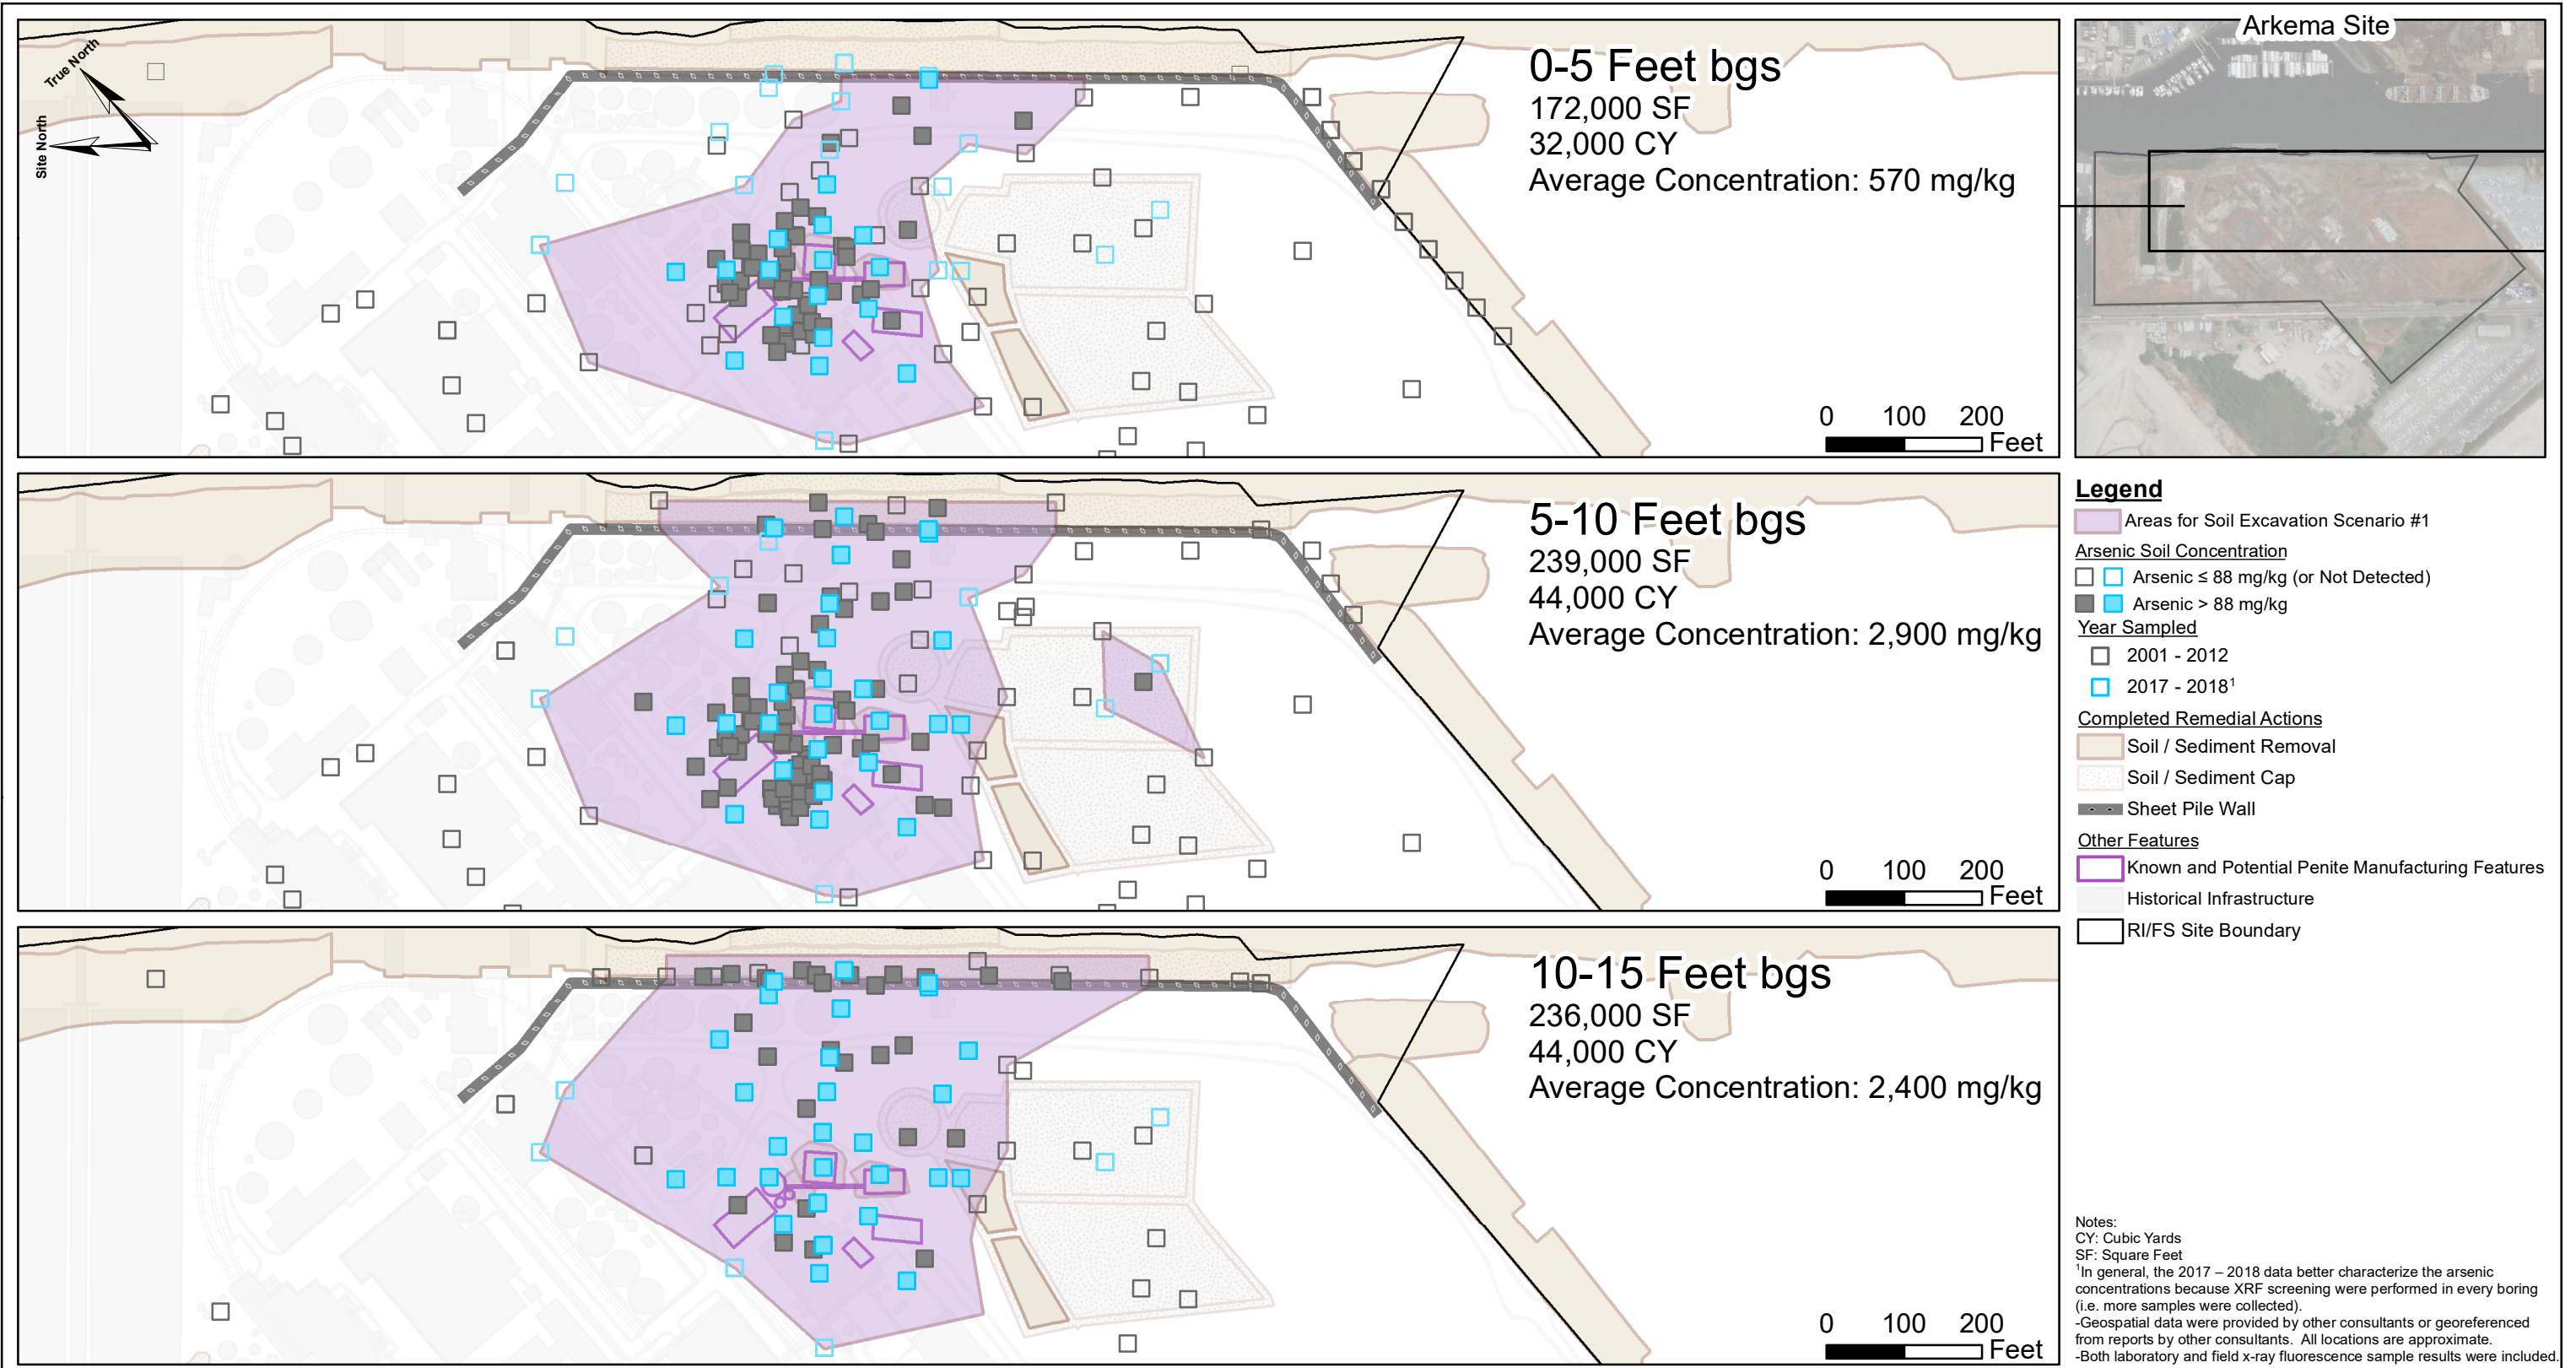 True North
Site North
0-5 Feet bgs
172,000 SF
32,000 CY
Average Concentration: 570 mg/kg
0 100 200
Feet
Arkema Site
5-10 Feet bgs
239,000 SF
44,000 CY
Average Concentration: 2,900 mg/kg
0 100 200
Feet
10-15 Feet bgs
236,000 SF
44,000 CY
Average Concentration: 2,400 mg/kg
0 100 200
Feet
Legend
Areas for Soil Excavation Scenario #1
Arsenic Soil Concentration
Arsenic ≤ 88 mg/kg (or Not Detected)
Arsenic > 88 mg/kg
Year Sampled
2001 - 2012
2017 - 2018¹
Completed Remedial Actions
Soil / Sediment Removal
Soil / Sediment Cap
Sheet Pile Wall
Other Features
Known and Potential Penite Manufacturing Features
Historical Infrastructure
RI/FS Site Boundary
Notes:
CY: Cubic Yards
SF: Square Feet
¹In general, the 2017 – 2018 data better characterize the arsenic
concentrations because XRF screening were performed in every boring
(i.e. more samples were collected).
-Geospatial data were provided by other consultants or georeferenced
from reports by other consultants. All locations are approximate.
-Both laboratory and field x-ray fluorescence sample results were included.